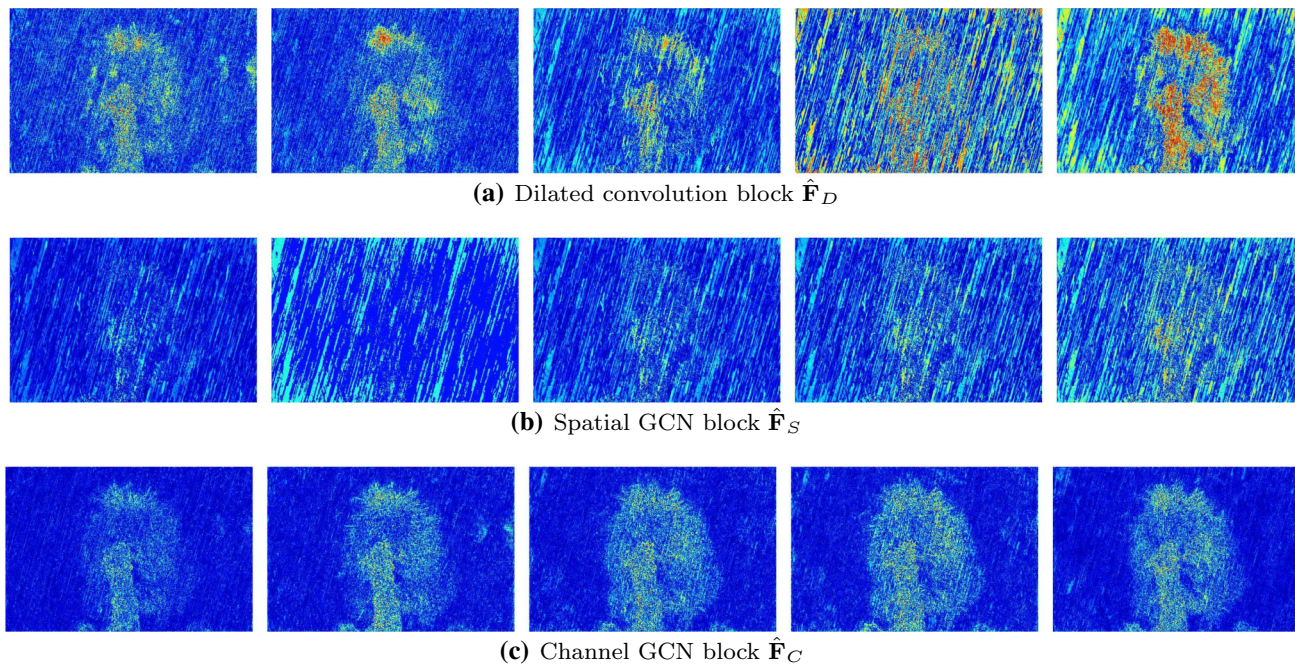 (a) Dilated convolution block F̂_D
(b) Spatial GCN block F̂_S
(c) Channel GCN block F̂_C